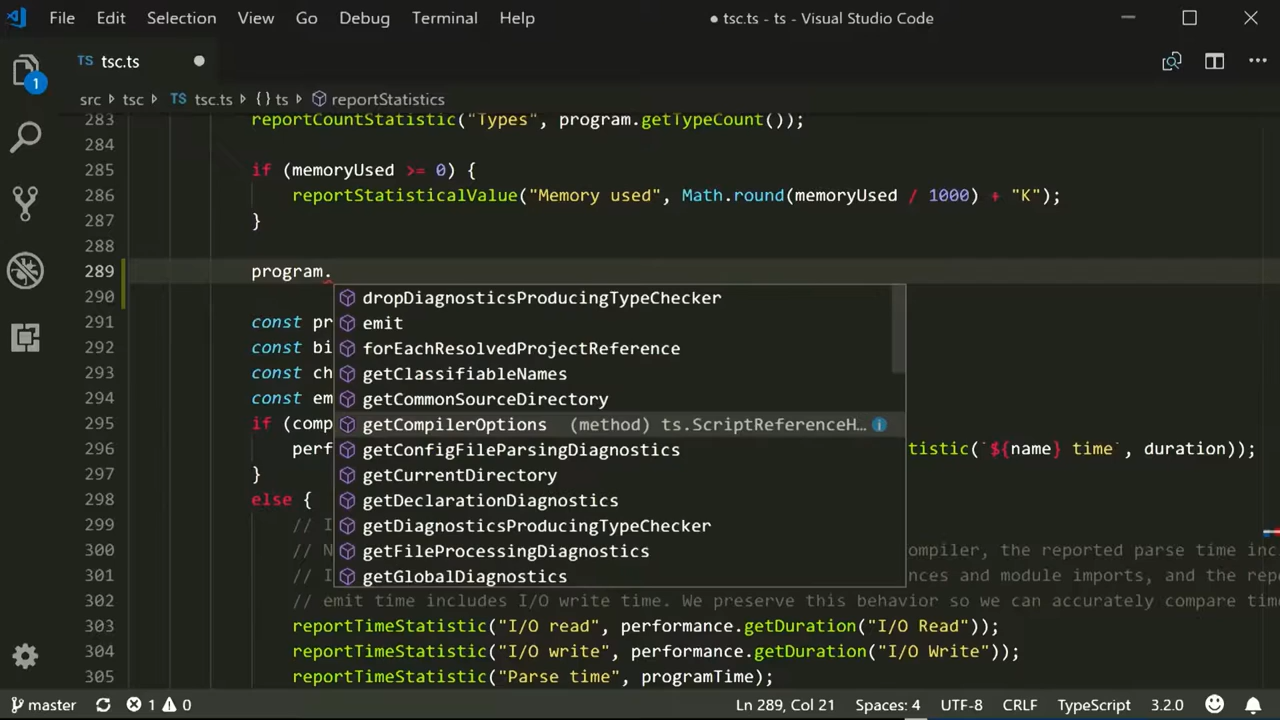 File Edit Selection View Go Debug Terminal Help ● tsc.ts - ts - Visual Studio Code
1
TS tsc.ts ●
src tsc TS tsc.ts {} ts reportStatistics
283 reportCountStatistic("Types", program.getTypeCount());
284
285 if (memoryUsed >= 0) {
286 reportStatisticalValue("Memory used", Math.round(memoryUsed / 1000) + "K");
287 }
288
289 program.
dropDiagnosticsProducingTypeChecker
290
emit
291 const pr
forEachResolvedProjectReference
292 const bi
getClassifiableNames
293 const ch
getCommonSourceDirectory
294 const em
getCompilerOptions (method) ts.ScriptReferenceH…
295 if (comp
getConfigFileParsingDiagnostics
296 perf tistic(`${name} time`, duration));
getCurrentDirectory
297 }
getDeclarationDiagnostics
298 else {
getDiagnosticsProducingTypeChecker
299 // I
getFileProcessingDiagnostics
300 // N ompiler, the reported parse time inc
getGlobalDiagnostics
301 // I nces and module imports, and the repo
302 // emit time includes I/O write time. We preserve this behavior so we can accurately compare time
303 reportTimeStatistic("I/O read", performance.getDuration("I/O Read"));
304 reportTimeStatistic("I/O write", performance.getDuration("I/O Write"));
305 reportTimeStatistic("Parse time", programTime);
master 1 0 Ln 289, Col 21 Spaces: 4 UTF-8 CRLF TypeScript 3.2.0